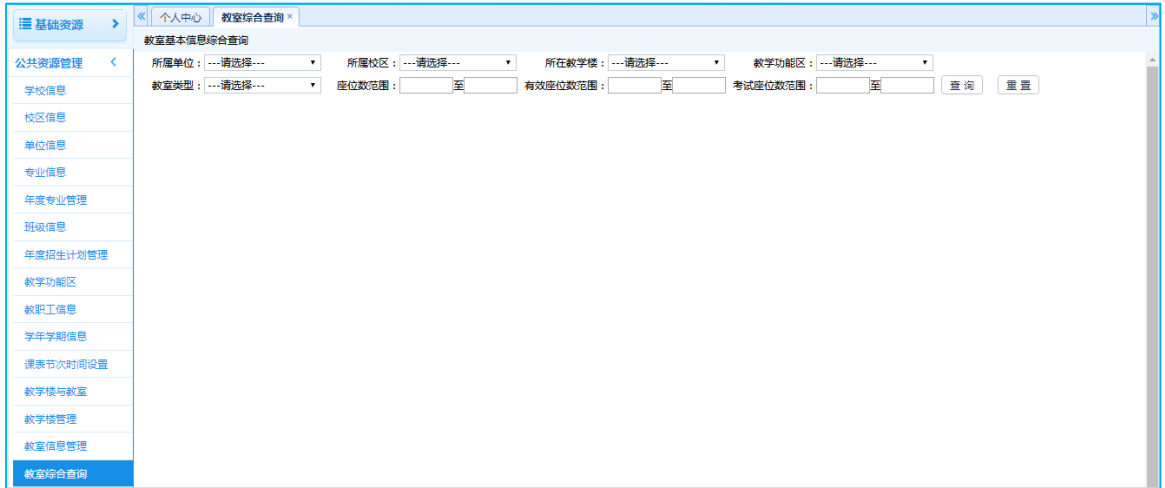 基础资源
个人中心 教室综合查询 ×
教室基本信息综合查询
所属单位：---请选择--- 所属校区：---请选择--- 所在教学楼：---请选择--- 教学功能区：---请选择---
教室类型：---请选择--- 座位数范围： 至 有效座位数范围： 至 考试座位数范围： 至 查 询 重 置
公共资源管理
学校信息
校区信息
单位信息
专业信息
年度专业管理
班级信息
年度招生计划管理
教学功能区
教职工信息
学年学期信息
课表节次时间设置
教学楼与教室
教学楼管理
教室信息管理
教室综合查询